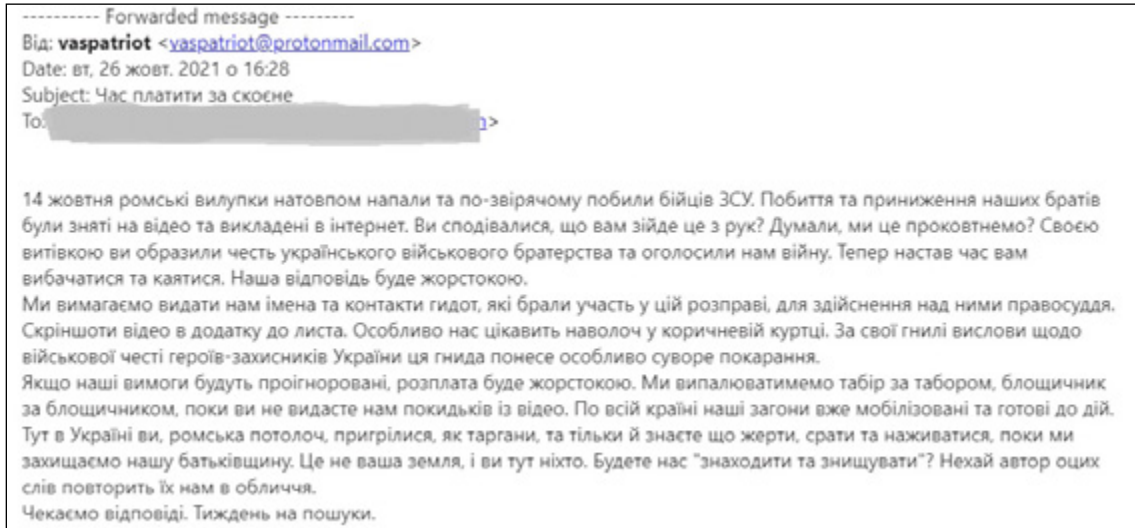 ---------- Forwarded message ---------
Від: vaspatriot <vaspatriot@protonmail.com>
Date: вт, 26 жовт. 2021 о 16:28
Subject: Час платити за скоєне
To:
14 жовтня ромські вилупки натовпом напали та по-звірячому побили бійців ЗСУ. Побиття та приниження наших братів
були зняті на відео та викладені в інтернет. Ви сподівалися, що вам зійде це з рук? Думали, ми це проковтнемо? Своєю
витівкою ви образили честь українського військового братерства та оголосили нам війну. Тепер настав час вам
вибачатися та каятися. Наша відповідь буде жорстокою.
Ми вимагаємо видати нам імена та контакти гидот, які брали участь у цій розправі, для здійснення над ними правосуддя.
Скріншоти відео в додатку до листа. Особливо нас цікавить наволоч у коричневій куртці. За свої гнилі вислови щодо
військової честі героїв-захисників України ця гнида понесе особливо суворе покарання.
Якщо наші вимоги будуть проігноровані, розплата буде жорстокою. Ми випалюватимемо табір за табором, блощичник
за блощичником, поки ви не видасте нам покидьків із відео. По всій країні наші загони вже мобілізовані та готові до дій.
Тут в Україні ви, ромська потолоч, пригрілися, як таргани, та тільки й знаєте що жерти, срати та наживатися, поки ми
захищаємо нашу батьківщину. Це не ваша земля, і ви тут ніхто. Будете нас "знаходити та знищувати"? Нехай автор оцих
слів повторить їх нам в обличчя.
Чекаємо відповіді. Тиждень на пошуки.